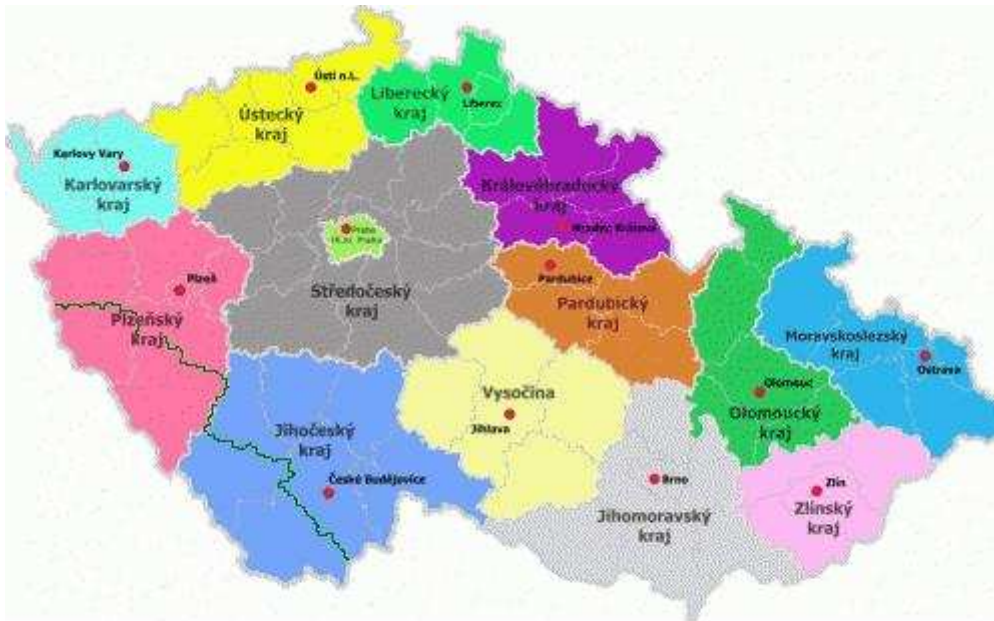 Ústí n.L.
Ústecký
kraj
Liberecký
kraj
Liberec
Karlovy Vary
Karlovarský
kraj
Královéhradecký
kraj
Hradec Králové
Praha
Hl.m. Praha
Plzeň
Plzeňský
kraj
Středočeský
kraj
Pardubice
Pardubický
kraj
Moravskoslezský
kraj
Ostrava
Vysočina
Jihlava
Olomouc
Olomoucký
kraj
Jihočeský
kraj
České Budějovice
Brno
Jihomoravský
kraj
Zlín
Zlínský
kraj